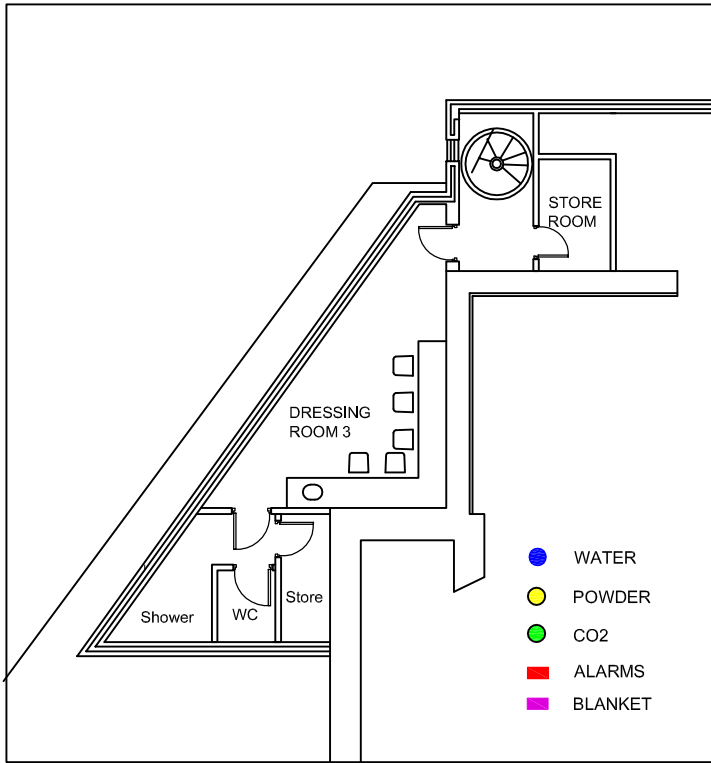 STORE
ROOM
DRESSING
ROOM 3
Shower
WC
Store
WATER
POWDER
CO2
ALARMS
BLANKET